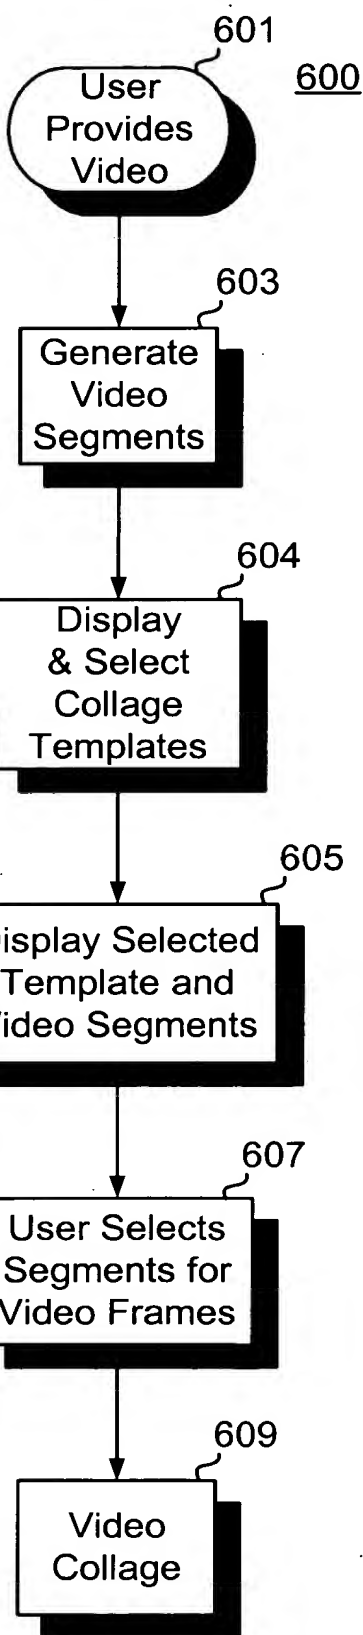 601
600
User
Provides
Video
603
Generate
Video
Segments
604
Display
& Select
Collage
Templates
605
isplay Selected
Template and
ideo Segments
607
User Selects
Segments for
Video Frames
609
Video
Collage